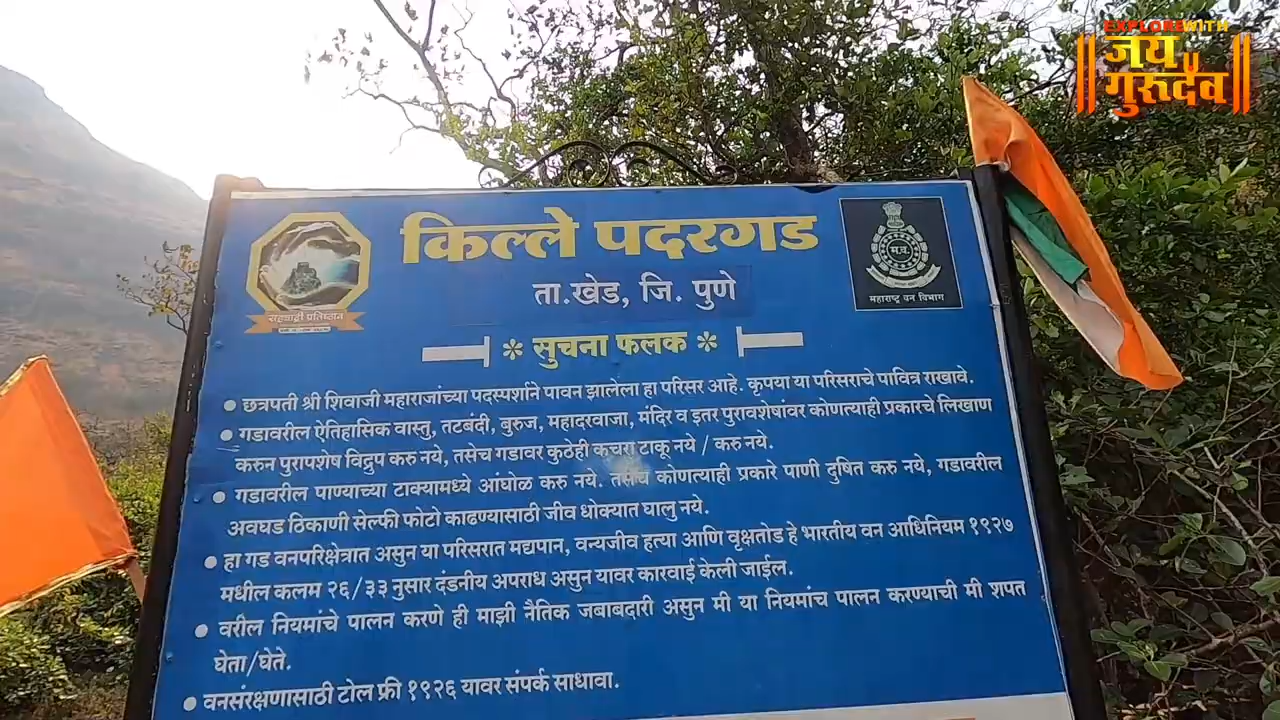 EXPLORE WITH
॥ जय ॥
गुरुदेव
किल्ले पदरगड
ता.खेड, जि. पुणे
म.व.
महाराष्ट्र वन विभाग
सह्याद्री प्रतिष्ठान
* सुचना फलक *
● छत्रपती श्री शिवाजी महाराजांच्या पदस्पर्शाने पावन झालेला हा परिसर आहे. कृपया या परिसराचे पावित्र राखावे.
● गडावरील ऐतिहासिक वास्तु, तटबंदी, बुरुज, महादरवाजा, मंदिर व इतर पुरावशेषांवर कोणत्याही प्रकारचे लिखाण
करुन पुरापशेष विद्रुप करु नये, तसेच गडावर कुठेही कचरा टाकू नये / करु नये.
● गडावरील पाण्याच्या टाक्यामध्ये आंघोळ करु नये. तसेच कोणत्याही प्रकारे पाणी दुषित करु नये, गडावरील
अवघड ठिकाणी सेल्फी फोटो काढण्यासाठी जीव धोक्यात घालु नये.
● हा गड वनपरिक्षेत्रात असुन या परिसरात मद्यपान, वन्यजीव हत्या आणि वृक्षतोड हे भारतीय वन आधिनियम १९२७
मधील कलम २६/३३ नुसार दंडनीय अपराध असुन यावर कारवाई केली जाईल.
● वरील नियमांचे पालन करणे ही माझी नैतिक जबाबदारी असुन मी या नियमांच पालन करण्याची मी शपत
घेता/घेते.
● वनसंरक्षणासाठी टोल फ्री १९२६ यावर संपर्क साधावा.